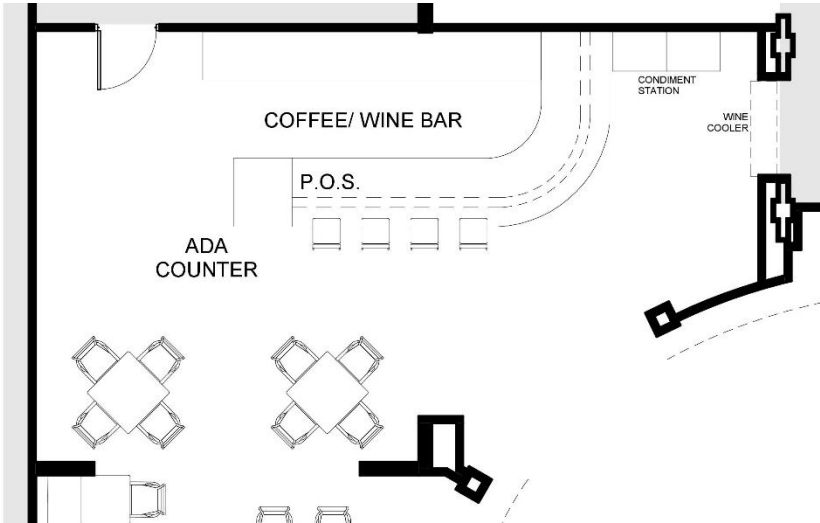 CONDIMENT
STATION
COFFEE/ WINE BAR
WINE
COOLER
P.O.S.
ADA
COUNTER